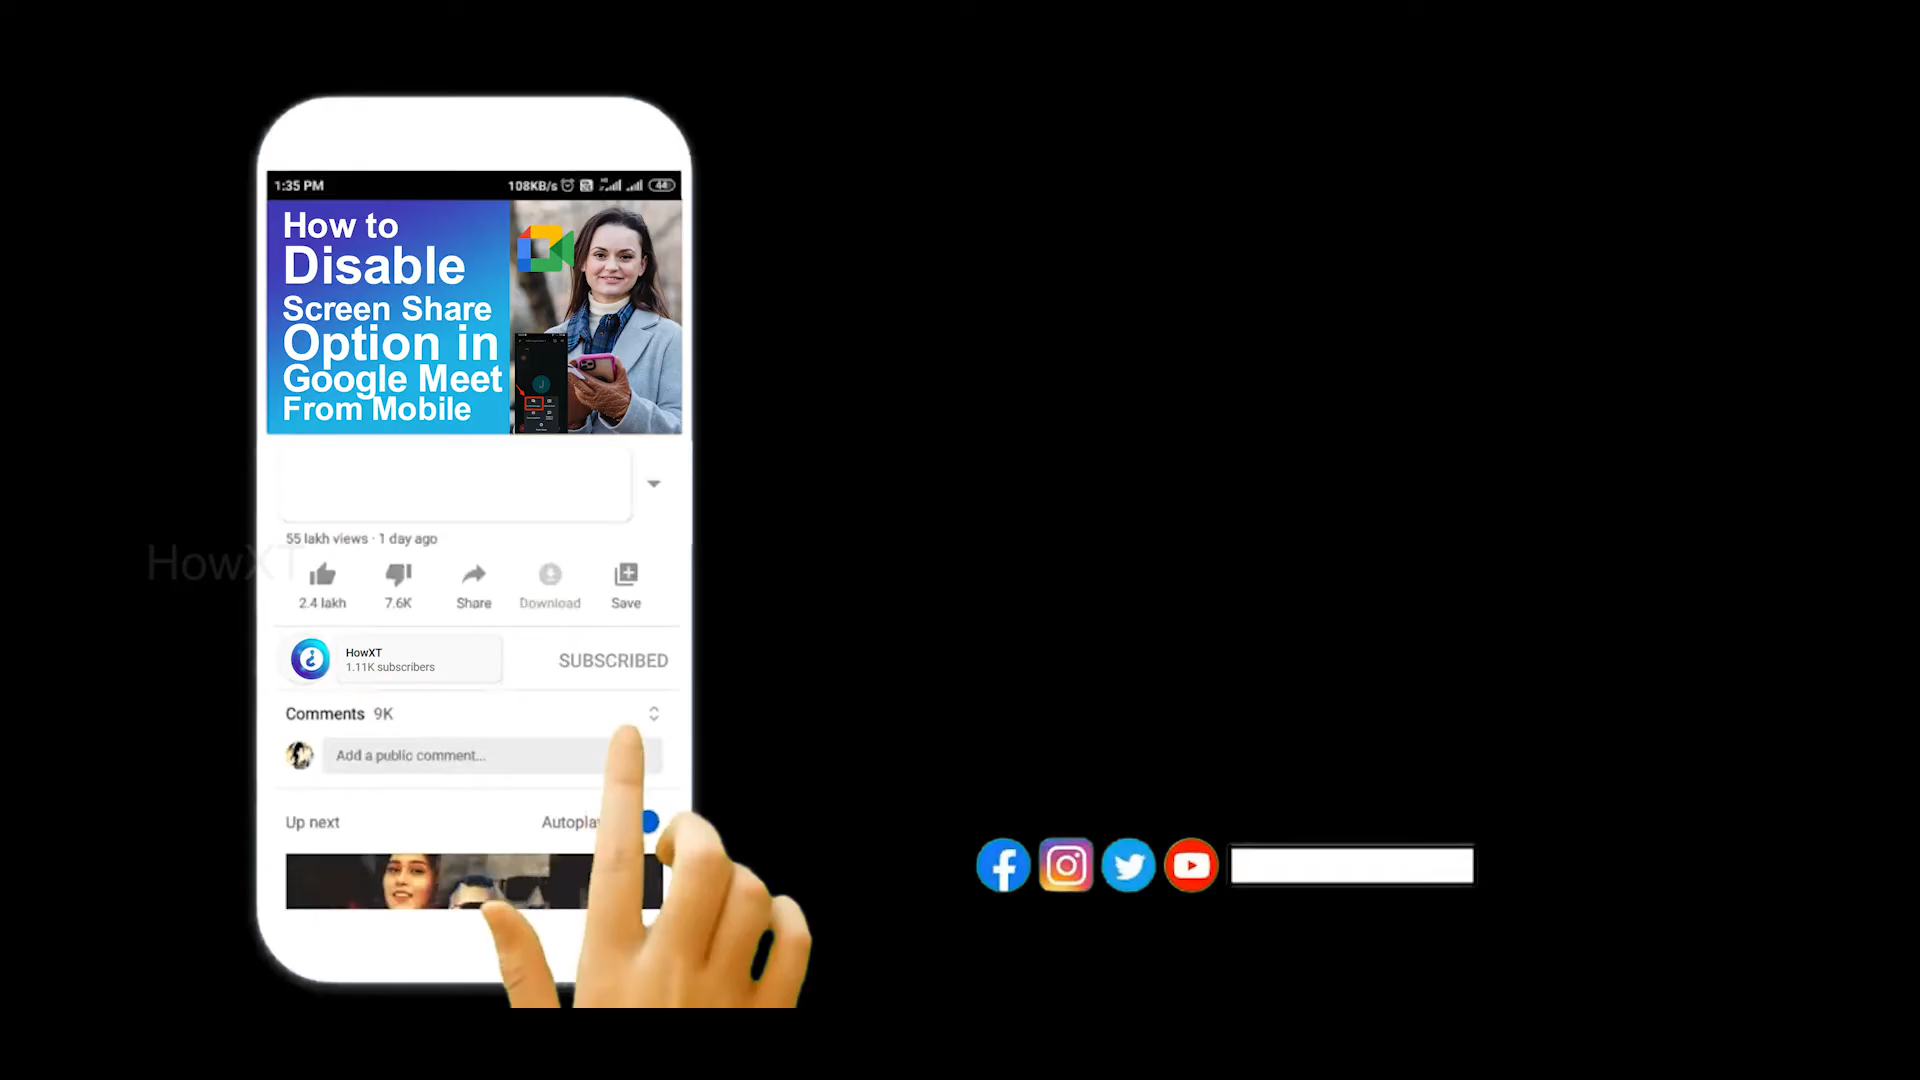 1:35 PM 108KB/s 44
How to
Disable
Screen Share
Option in
Google Meet
From Mobile
55 lakh views · 1 day ago
HowXT
2.4 lakh 7.6K Share Download Save
HowXT
1.11K subscribers
SUBSCRIBED
Comments 9K
Add a public comment...
Up next
Autopla